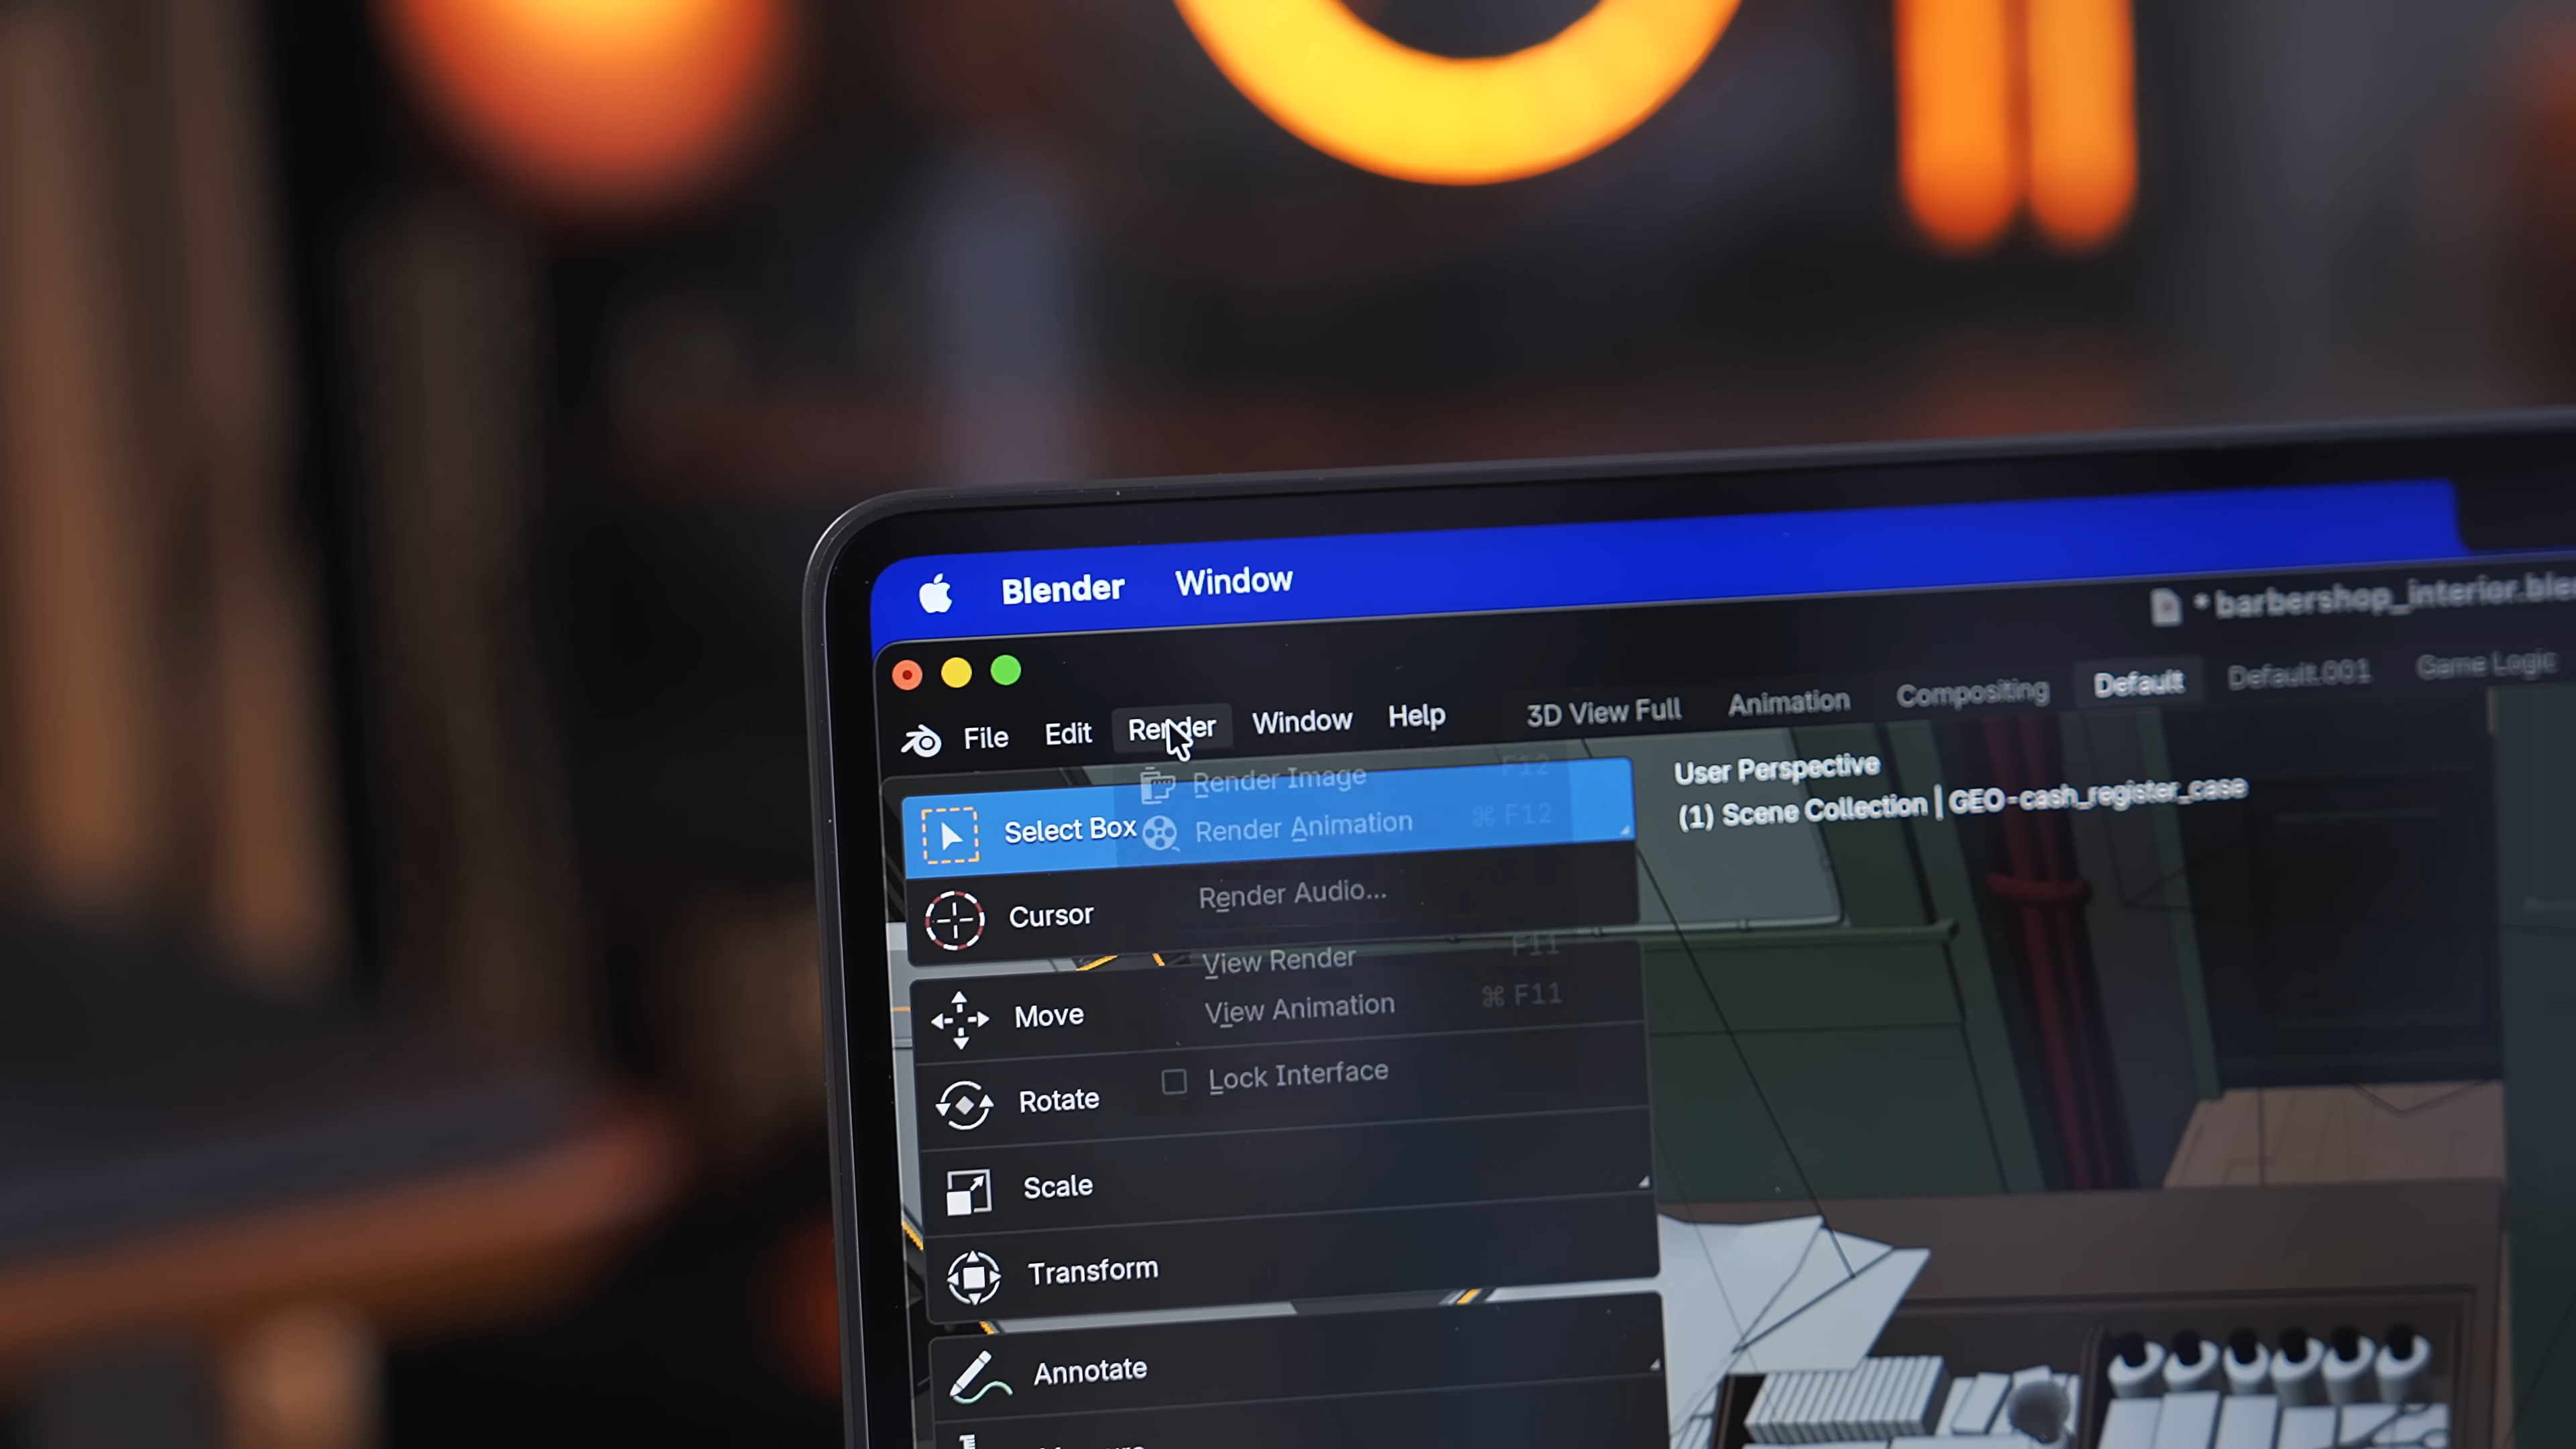 Blender Window
* barbershop_interior.ble
File Edit Render Window Help 3D View Full Animation Compositing Default Default.001 Game Logic
User Perspective
(1) Scene Collection | GEO-cash_register_case
Render Image F12
Select Box
Render Animation ⌘ F12
Render Audio...
Cursor
View Render F11
View Animation ⌘ F11
Move
Lock Interface
Rotate
Scale
Transform
Annotate